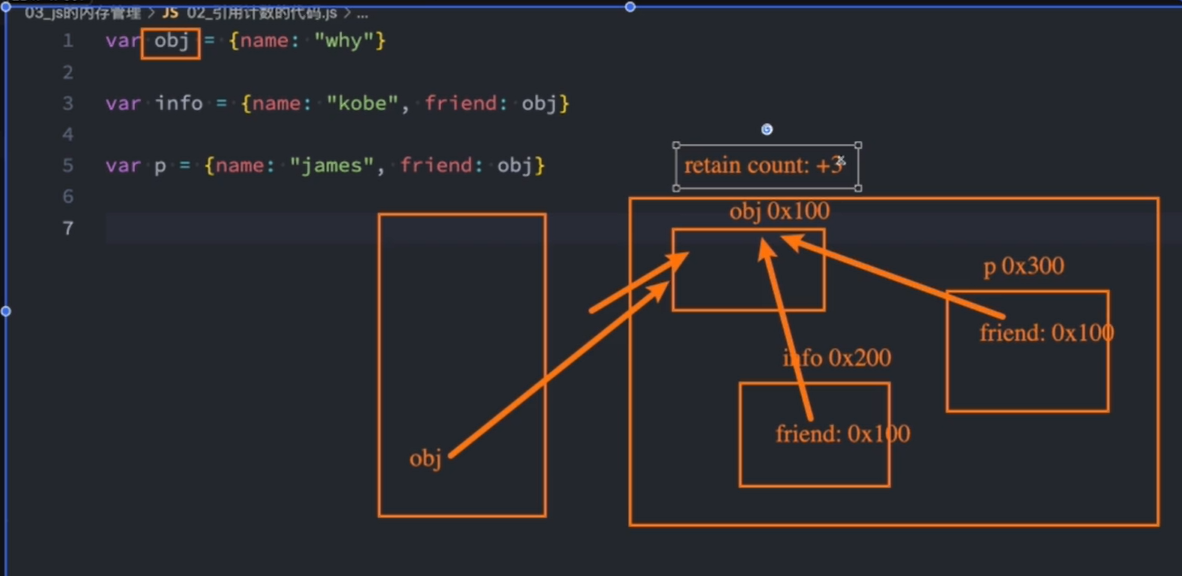 03_js的内存管理 > JS 02_引用计数的代码.js > ...
1 var obj = {name: "why"}
2
3 var info = {name: "kobe", friend: obj}
4
5 var p = {name: "james", friend: obj}
6
7
retain count: +3
obj 0x100
p 0x300
friend: 0x100
info 0x200
friend: 0x100
obj